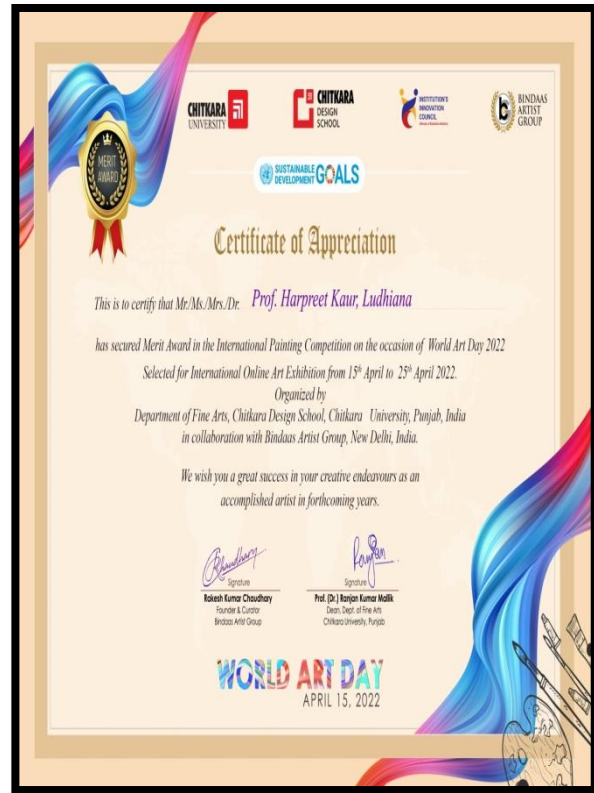 CHITKARA
UNIVERSITY
CHITKARA
DESIGN
SCHOOL
INSTITUTION'S
INNOVATION
COUNCIL
BINDAAS
ARTIST
GROUP
MERIT
AWARD
SUSTAINABLE
DEVELOPMENT GOALS
Certificate of Appreciation
This is to certify that Mr./Ms./Mrs./Dr. Prof. Harpreet Kaur, Ludhiana
has secured Merit Award in the International Painting Competition on the occasion of World Art Day 2022
Selected for International Online Art Exhibition from 15th April to 25th April 2022.
Organized by
Department of Fine Arts, Chitkara Design School, Chitkara University, Punjab, India
in collaboration with Bindaas Artist Group, New Delhi, India.
We wish you a great success in your creative endeavours as an
accomplished artist in forthcoming years.
Signature
Rakesh Kumar Chaudhary
Founder & Curator
Bindaas Artist Group
Signature
Prof. (Dr.) Ranjan Kumar Mallik
Dean, Dept. of Fine Arts
Chitkara University, Punjab
WORLD ART DAY
APRIL 15, 2022